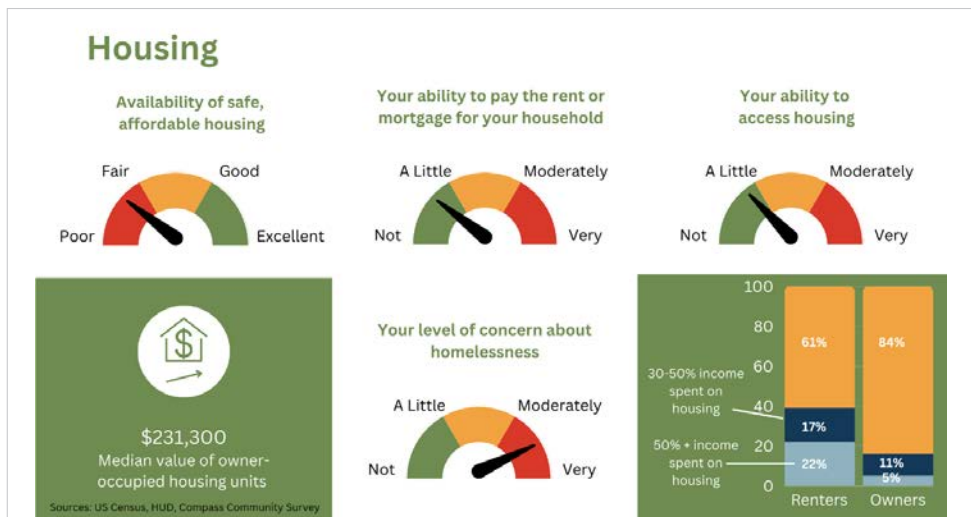 Housing
Availability of safe,
affordable housing
Fair
Good
Poor
Excellent
Your ability to pay the rent or
mortgage for your household
A Little
Moderately
Not
Very
Your ability to
access housing
A Little
Moderately
Not
Very
$
$231,300
Median value of owner-
occupied housing units
Sources: US Census, HUD, Compass Community Survey
Your level of concern about
homelessness
A Little
Moderately
Not
Very
100
80
60
40
20
0
30-50% income
spent on
housing
50% + income
spent on
housing
61%
17%
22%
84%
11%
5%
Renters
Owners